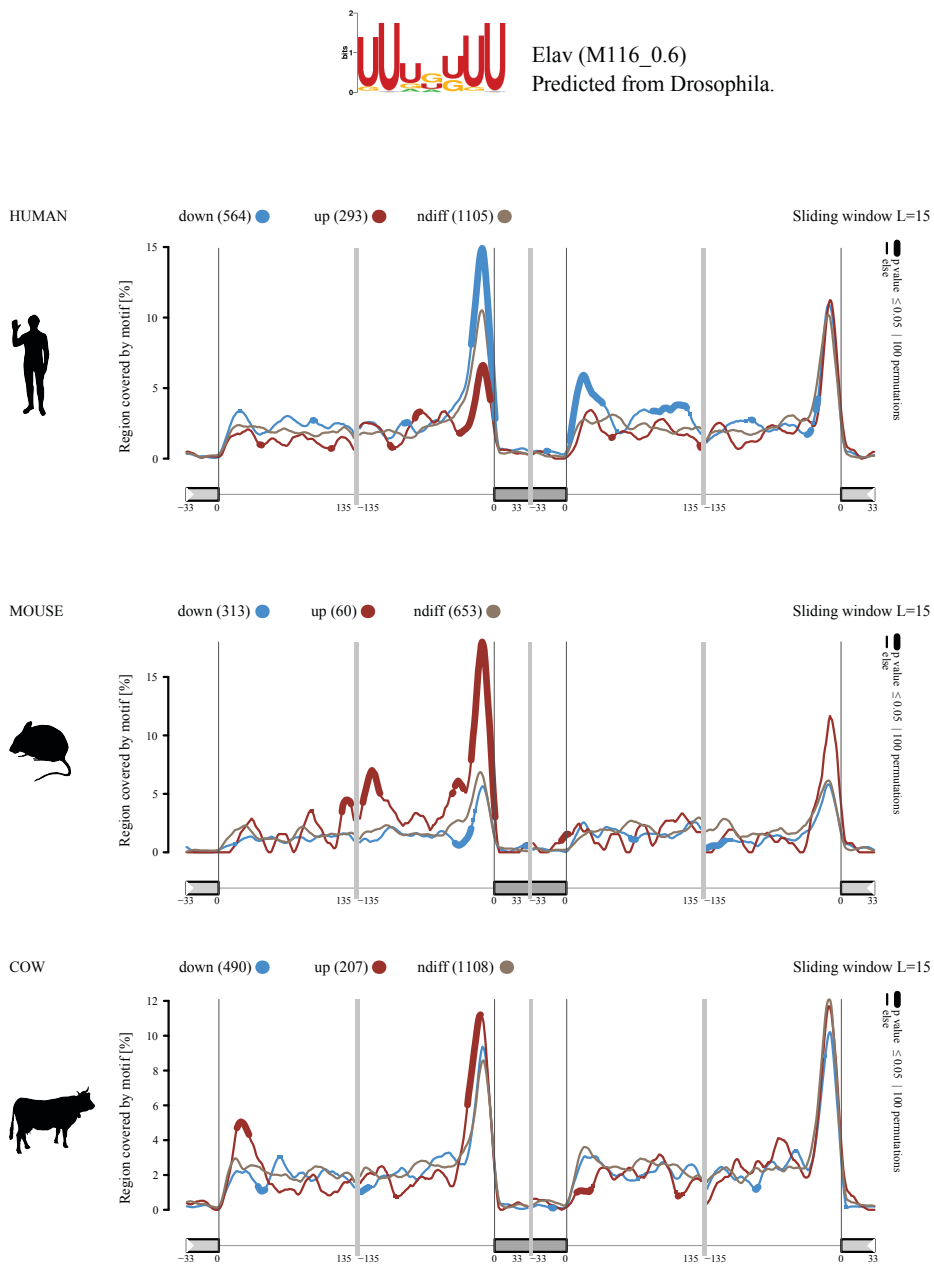 2
bits
1
0
UUUGUUU
Elav (M116_0.6)
Predicted from Drosophila.
HUMAN
down (564)
up (293)
ndiff (1105)
Sliding window L=15
Region covered by motif [%]
15
10
5
0
p value ≤ 0.05 | 100 permutations
else
−33 0 135 −135 0 33 −33 0 135 −135 0 33
MOUSE
down (313)
up (60)
ndiff (653)
Sliding window L=15
Region covered by motif [%]
15
10
5
0
p value ≤ 0.05 | 100 permutations
else
−33 0 135 −135 0 33 −33 0 135 −135 0 33
COW
down (490)
up (207)
ndiff (1108)
Sliding window L=15
Region covered by motif [%]
12
10
8
6
4
2
0
p value ≤ 0.05 | 100 permutations
else
−33 0 135 −135 0 33 −33 0 135 −135 0 33